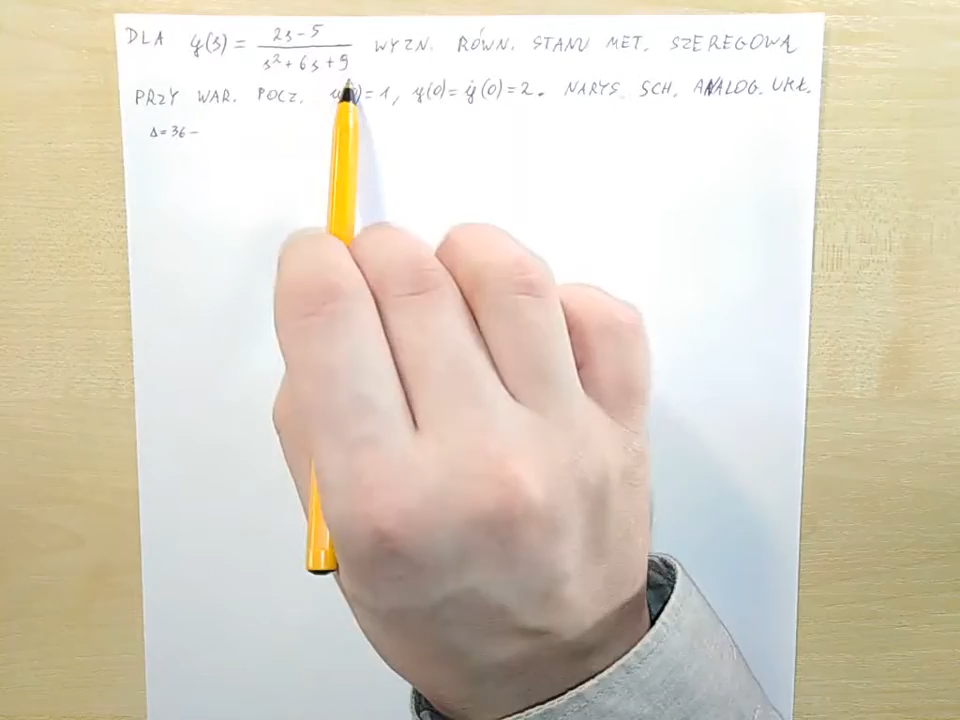 DLA y(s) = 2s-5 / s²+6s+9 WYZN. RÓWN. STANU MET. SZEREGOWĄ
PRZY WAR. POCZ. u(0)=1, y(0)=ẏ(0)=2. NARYS. SCH. ANALOG. UKŁ.
Δ=36-